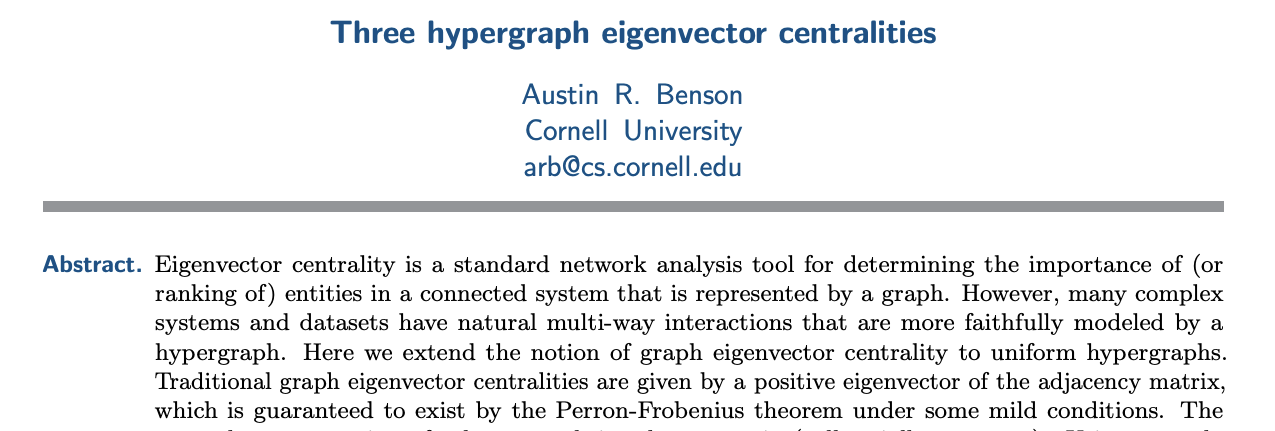 Three hypergraph eigenvector centralities
Austin R. Benson
Cornell University
arb@cs.cornell.edu
Abstract. Eigenvector centrality is a standard network analysis tool for determining the importance of (or
ranking of) entities in a connected system that is represented by a graph. However, many complex
systems and datasets have natural multi-way interactions that are more faithfully modeled by a
hypergraph. Here we extend the notion of graph eigenvector centrality to uniform hypergraphs.
Traditional graph eigenvector centralities are given by a positive eigenvector of the adjacency matrix,
which is guaranteed to exist by the Perron-Frobenius theorem under some mild conditions. The